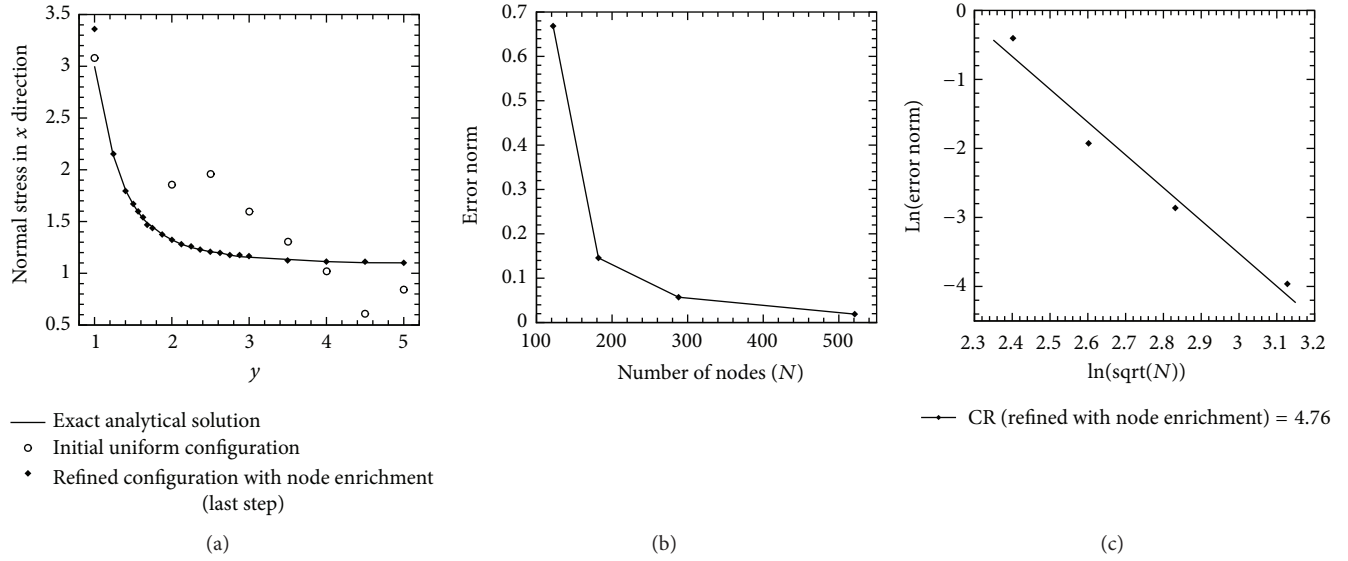 3.5
3
2.5
2
1.5
1
0.5
1
2
3
4
5
Normal stress in x direction
y
Exact analytical solution
Initial uniform configuration
Refined configuration with node enrichment
(last step)
(a)
0.7
0.6
0.5
0.4
0.3
0.2
0.1
0
100
200
300
400
500
Error norm
Number of nodes (N)
(b)
0
−1
−2
−3
−4
2.3
2.4
2.5
2.6
2.7
2.8
2.9
3
3.1
3.2
Ln(error norm)
ln(sqrt(N))
CR (refined with node enrichment) = 4.76
(c)